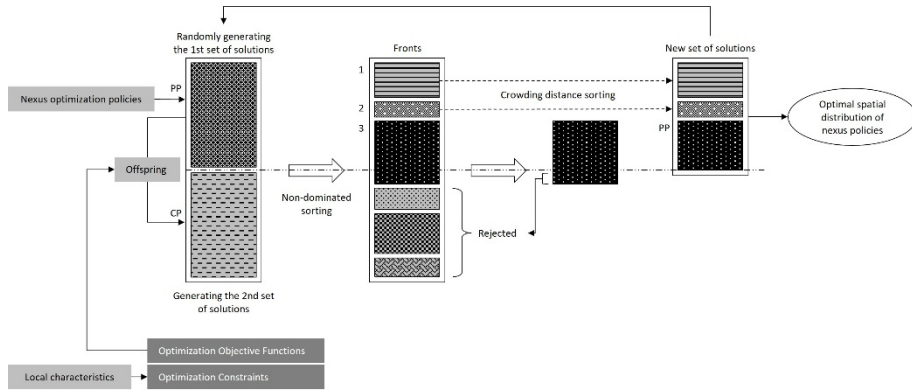 Randomly generating
the 1st set of solutions
Fronts
New set of solutions
PP
Nexus optimization policies
1
2
3
Crowding distance sorting
PP
Optimal spatial
distribution of
nexus policies
Offspring
CP
Non-dominated
sorting
Rejected
Generating the 2nd set
of solutions
Optimization Objective Functions
Local characteristics
Optimization Constraints